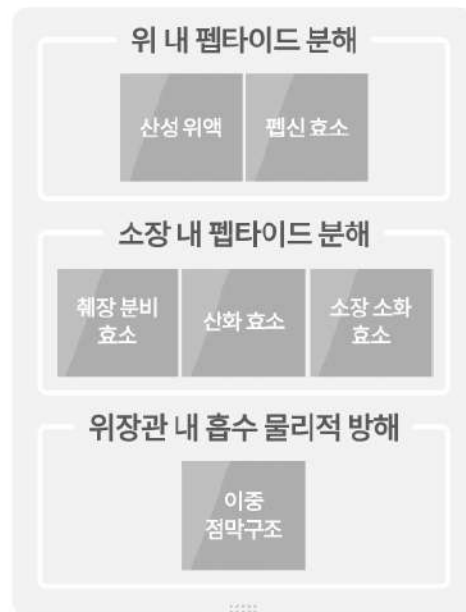 위 내 펩타이드 분해
산성 위액
펩신 효소
소장 내 펩타이드 분해
췌장 분비
효소
산화 효소
소장 소화
효소
위장관 내 흡수 물리적 방해
이중
점막구조